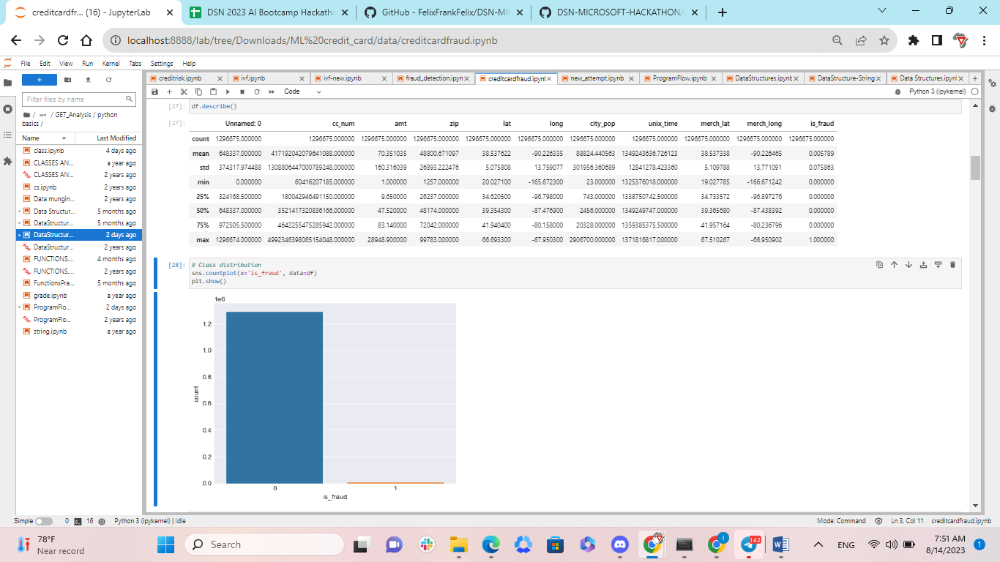 creditcardfr... (16) - JupyterLab
DSN 2023 AI Bootcamp Hackatho
GitHub - FelixFrankFelix/DSN-MIC
DSN-MICROSOFT-HACKATHON/
localhost:8888/lab/tree/Downloads/ML%20credit_card/data/creditcardfraud.ipynb
File Edit View Run Kernel Tabs Settings Help
creditrisk.ipynb
ivf.ipynb
ivf-new.ipynb
fraud_detection.ipyn
creditcardfraud.ipynl
new_attempt.ipynb
ProgramFlow.ipynb
DataStructures.ipynb
DataStructure-String
Data Structures.ipynl
Code
Python 3 (ipykernel)
Filter files by name
/ ••• / GET_Analysis / python
basics /
Name Last Modified
class.ipynb 4 days ago
CLASSES AN... a year ago
CLASSES AN... 2 years ago
cs.ipynb 2 years ago
Data mungin... 2 years ago
Data Structur... 5 months ago
DataStructur... 5 months ago
DataStructur... 2 days ago
DataStructur... 2 years ago
FUNCTIONS.... 4 months ago
FUNCTIONS.... 2 years ago
FunctionsPra... 5 months ago
grade.ipynb a year ago
ProgramFlo... 2 days ago
ProgramFlo... 2 years ago
string.ipynb a year ago
[27]: df.describe()
[27]: Unnamed: 0 cc_num amt zip lat long city_pop unix_time merch_lat merch_long is_fraud
count 1296675.000000 1296675.000000 1296675.000000 1296675.000000 1296675.000000 1296675.000000 1296675.000000 1296675.000000 1296675.000000 1296675.000000 1296675.000000
mean 648337.000000 417192042079641088.000000 70.351035 48800.671097 38.537622 -90.226335 88824.440563 1349243636.726123 38.537338 -90.226465 0.005789
std 374317.974488 1308806447000789248.000000 160.316039 26893.222476 5.075808 13.759077 301956.360689 12841278.423360 5.109788 13.771091 0.075863
min 0.000000 60416207185.000000 1.000000 1257.000000 20.027100 -165.672300 23.000000 1325376018.000000 19.027785 -166.671242 0.000000
25% 324168.500000 180042946491150.000000 9.650000 26237.000000 34.620500 -96.798000 743.000000 1338750742.500000 34.733572 -96.897276 0.000000
50% 648337.000000 3521417320836166.000000 47.520000 48174.000000 39.354300 -87.476900 2456.000000 1349249747.000000 39.365680 -87.438392 0.000000
75% 972505.500000 4642255475285942.000000 83.140000 72042.000000 41.940400 -80.158000 20328.000000 1359385375.500000 41.957164 -80.236796 0.000000
max 1296674.000000 4992346398065154048.000000 28948.900000 99783.000000 66.693300 -67.950300 2906700.000000 1371816817.000000 67.510267 -66.950902 1.000000
[28]: # Class distribution
sns.countplot(x='is_fraud', data=df)
plt.show()
1e6
1.2
1.0
0.8
0.6
0.4
0.2
0.0
count
0 1
is_fraud
Simple 0 16 Python 3 (ipykernel) | Idle
Mode: Command Ln 3, Col 11 creditcardfraud.ipynb
78°F
Near record
Search
142
ENG
7:51 AM
8/14/2023
1